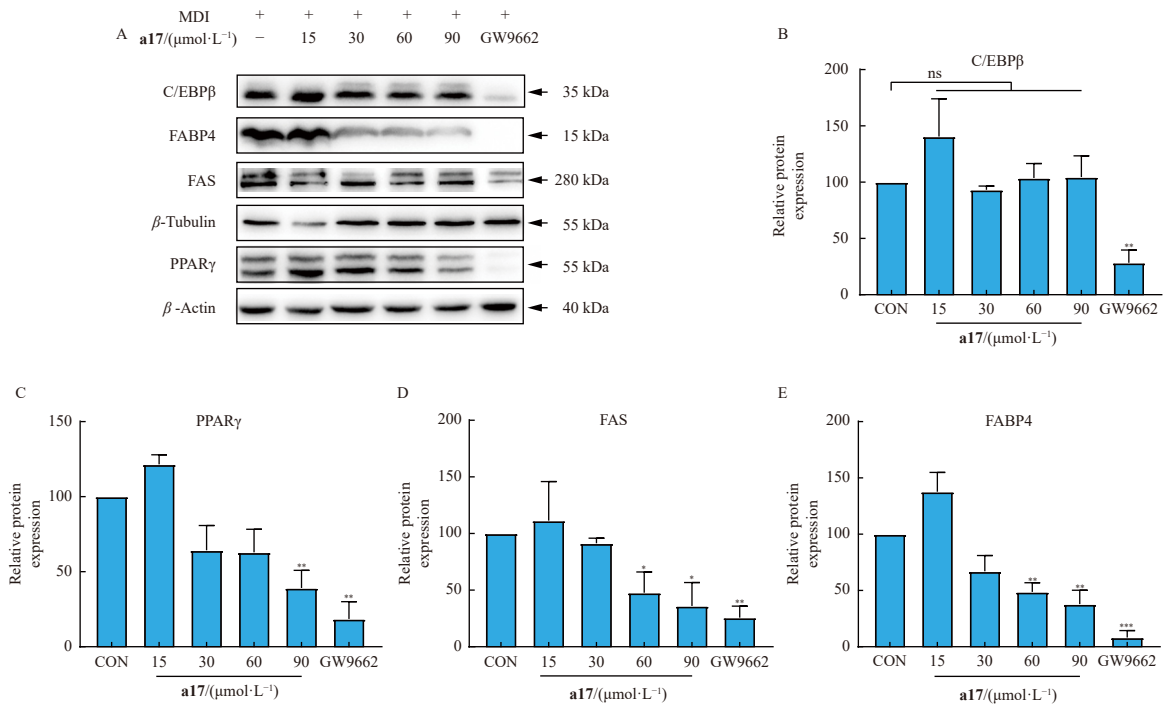 MDI + + + + + +
A a17/(μmol·L⁻¹) – 15 30 60 90 GW9662
C/EBPβ 35 kDa
FABP4 15 kDa
FAS 280 kDa
β-Tubulin 55 kDa
PPARγ 55 kDa
β -Actin 40 kDa
B
C/EBPβ
Relative protein
expression
200
150
100
50
0
ns
**
CON 15 30 60 90 GW9662
a17/(μmol·L⁻¹)
C
PPARγ
Relative protein
expression
150
100
50
0
**
**
CON 15 30 60 90 GW9662
a17/(μmol·L⁻¹)
D
FAS
Relative protein
expression
200
150
100
50
0
*
*
**
CON 15 30 60 90 GW9662
a17/(μmol·L⁻¹)
E
FABP4
Relative protein
expression
200
150
100
50
0
**
**
***
CON 15 30 60 90 GW9662
a17/(μmol·L⁻¹)